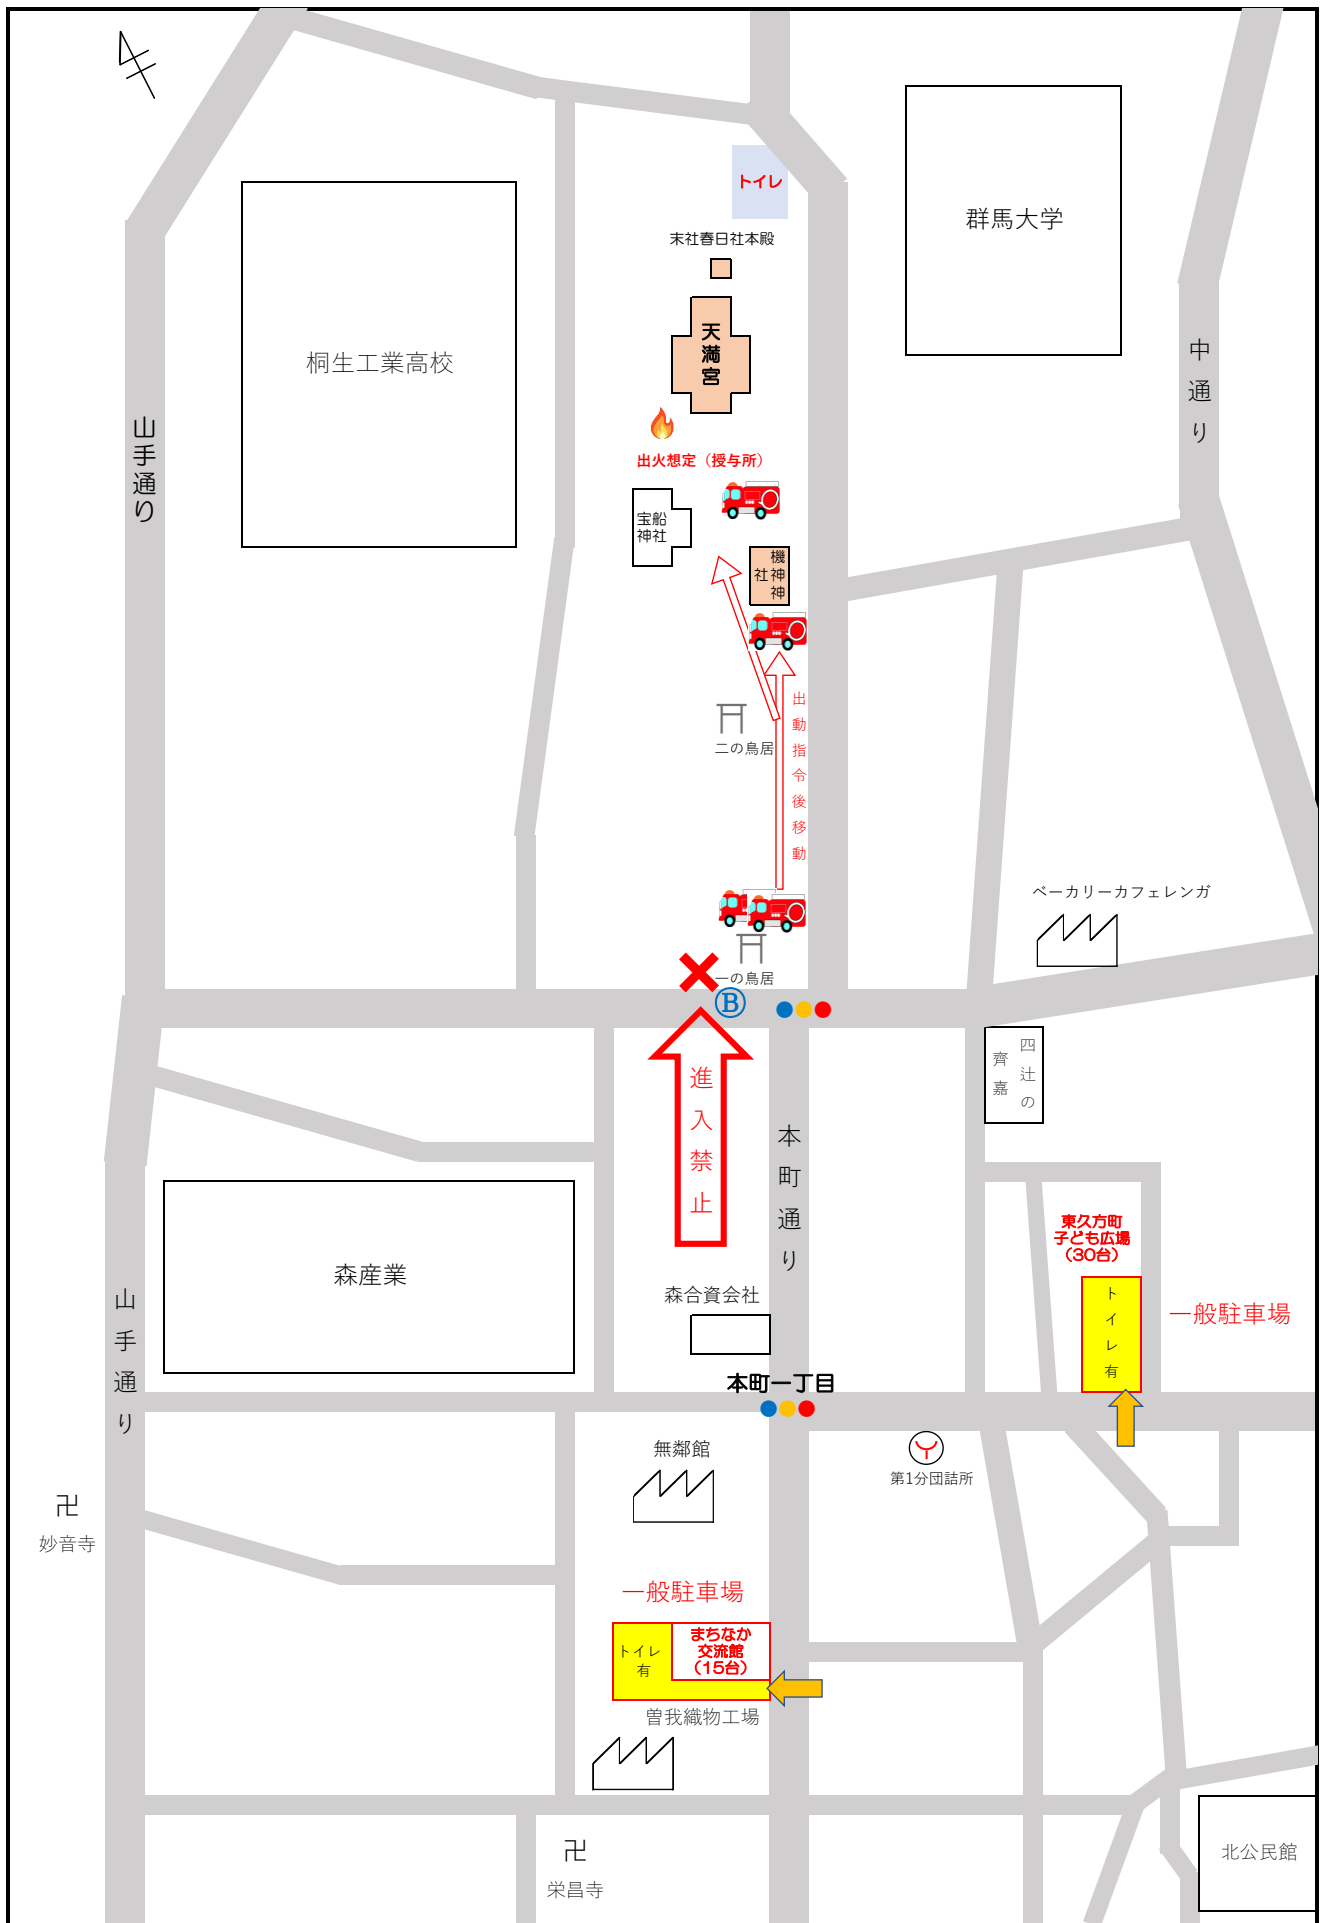 トイレ
末社春日社本殿
群馬大学
天満宮
桐生工業高校
中通り
山手通り
出火想定（授与所）
宝船
神社
機神神
社
出動指令後移動
二の鳥居
ベーカリーカフェレンガ
一の鳥居
B
四辻の
齊嘉
進入禁止
本町通り
東久方町
子ども広場
（30台）
トイレ有
一般駐車場
森産業
森合資会社
山手通り
本町一丁目
無鄰館
第1分団詰所
卍
妙音寺
一般駐車場
トイレ
有
まちなか
交流館
（15台）
曽我織物工場
卍
栄昌寺
北公民館